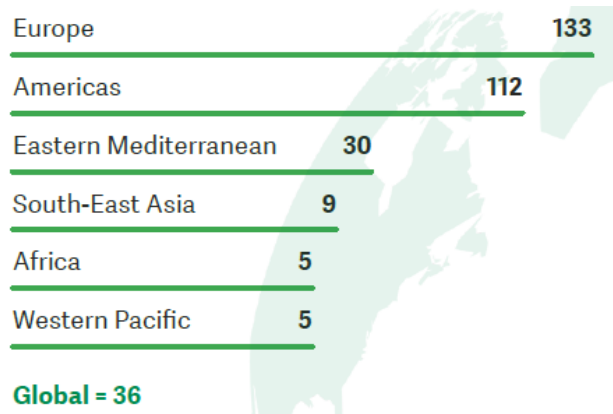 Europe 133
Americas 112
Eastern Mediterranean 30
South-East Asia 9
Africa 5
Western Pacific 5
Global = 36